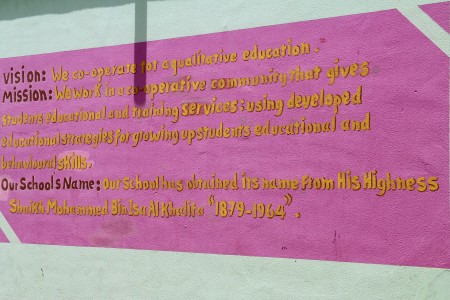 Vision: We co-operate for a qualitative education .
Mission: We work in a co-operative community that gives
students educational and training services : using developed
educational strategies for growing up students educational and
behavioural skills.
Our School's Name: Our School has obtained its name From His Highness
Shaikh Mohammed Bin Isa Al Khalifa "1879-1964" .